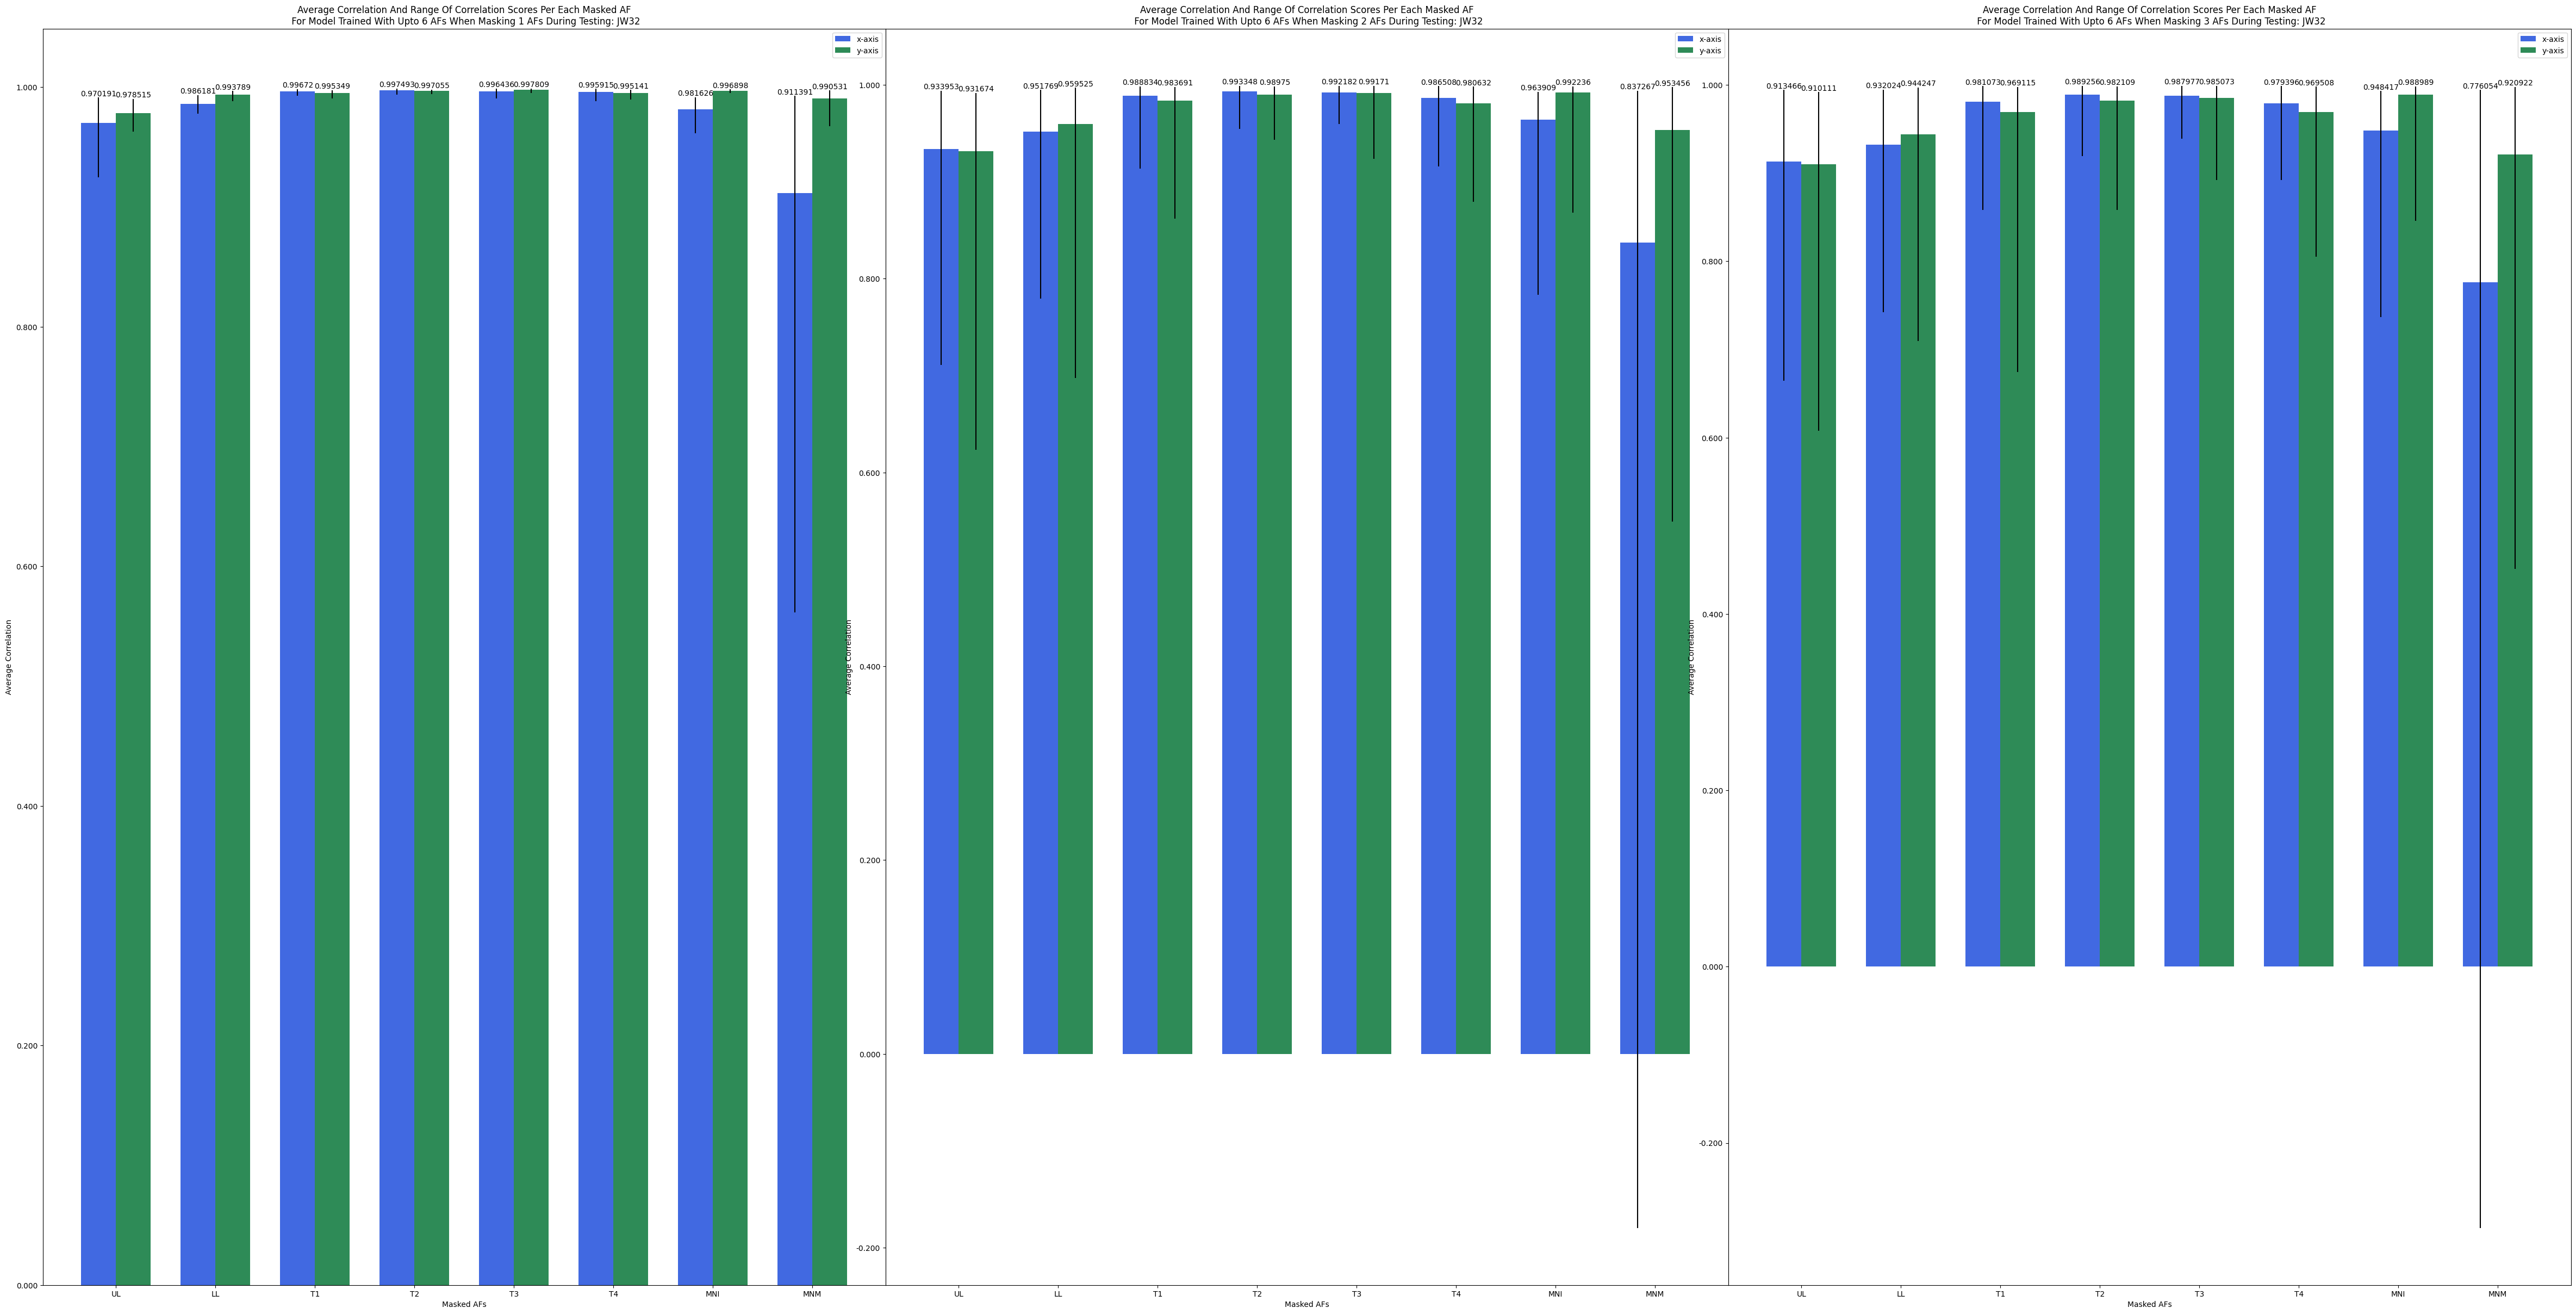 Average Correlation And Range Of Correlation Scores Per Each Masked AF
For Model Trained With Upto 6 AFs When Masking 1 AFs During Testing: JW32
x-axis
y-axis
0.970191 0.978515 0.986181 0.993789 0.99672 0.995349 0.997493 0.997055 0.996436 0.997809 0.995915 0.995141 0.981626 0.996898 0.911391 0.990531
1.000
0.800
0.600
0.400
0.200
0.000
Average Correlation
UL LL T1 T2 T3 T4 MNI MNM
Masked AFs
Average Correlation And Range Of Correlation Scores Per Each Masked AF
For Model Trained With Upto 6 AFs When Masking 2 AFs During Testing: JW32
x-axis
y-axis
0.933953 0.931674 0.951769 0.959525 0.988834 0.983691 0.993348 0.98975 0.992182 0.99171 0.986508 0.980632 0.963909 0.992236 0.837267 0.953456
1.000
0.800
0.600
0.400
0.200
0.000
-0.200
Average Correlation
UL LL T1 T2 T3 T4 MNI MNM
Masked AFs
Average Correlation And Range Of Correlation Scores Per Each Masked AF
For Model Trained With Upto 6 AFs When Masking 3 AFs During Testing: JW32
x-axis
y-axis
0.913466 0.910111 0.932024 0.944247 0.981073 0.969115 0.989256 0.982109 0.987977 0.985073 0.979396 0.969508 0.948417 0.988989 0.776054 0.920922
1.000
0.800
0.600
0.400
0.200
0.000
-0.200
Average Correlation
UL LL T1 T2 T3 T4 MNI MNM
Masked AFs